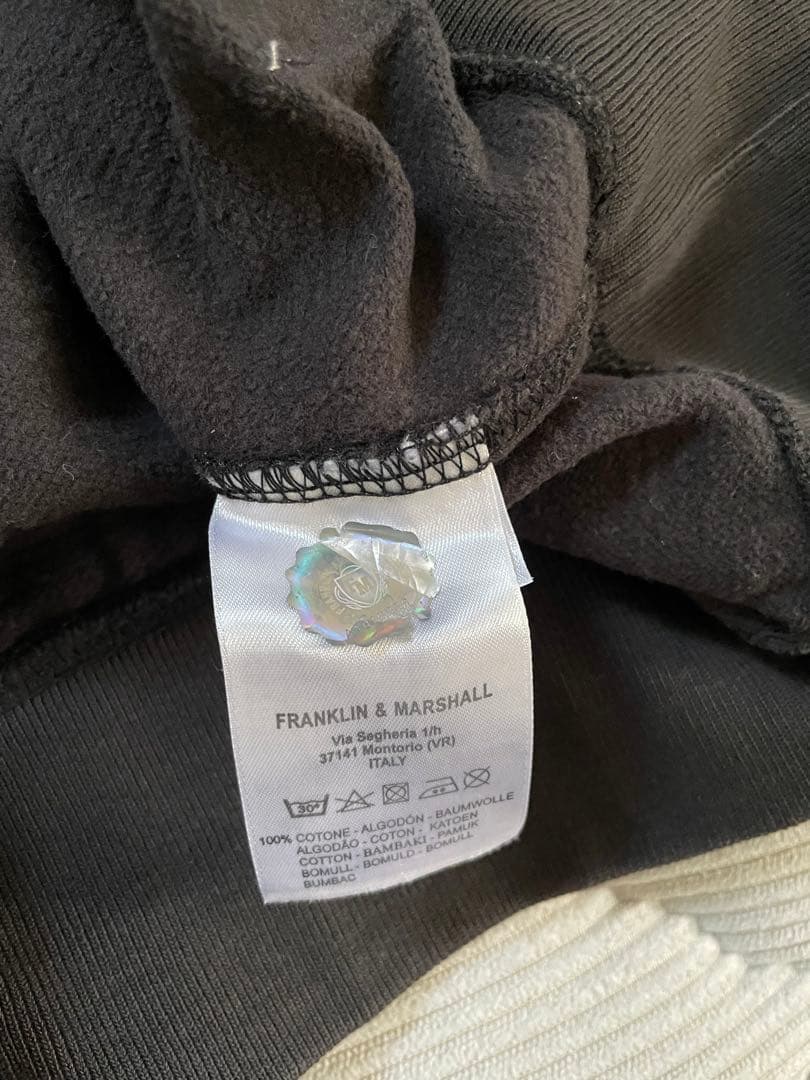 FRANKLIN & MARSHALL
Via Segheria 1/h
37141 Montorio (VR)
ITALY
30°
100% COTONE - ALGODÓN - BAUMWOLLE
ALGODÃO - COTON - KATOEN
COTTON - BAMBAKI - PAMUK
BOMULL - BOMULD - BOMULL
BUMBAC